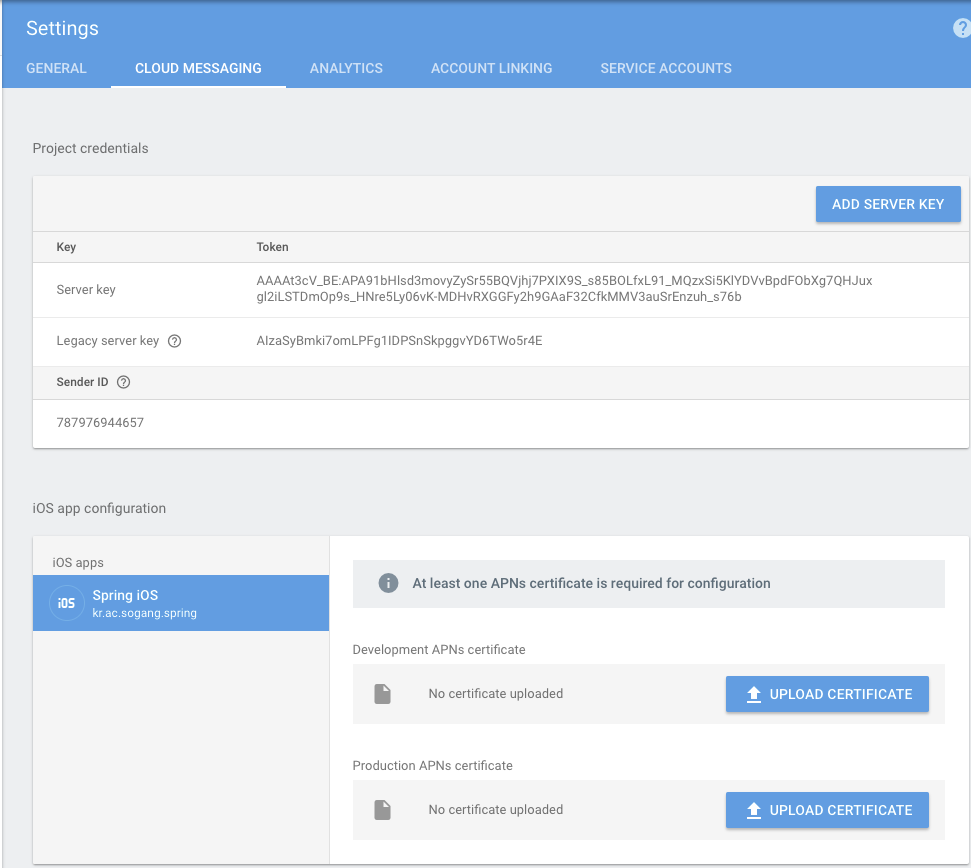 Settings
?
GENERAL CLOUD MESSAGING ANALYTICS ACCOUNT LINKING SERVICE ACCOUNTS
Project credentials
ADD SERVER KEY
Key Token
Server key
AAAAt3cV_BE:APA91bHlsd3movyZySr55BQVjhj7PXIX9S_s85BOLfxL91_MQzxSi5KlYDVvBpdFObXg7QHJux
gl2iLSTDmOp9s_HNre5Ly06vK-MDHvRXGGFy2h9GAaF32CfkMMV3auSrEnzuh_s76b
Legacy server key ? AIzaSyBmki7omLPFg1IDPSnSkpggvYD6TWo5r4E
Sender ID ?
787976944657
iOS app configuration
iOS apps
iOS
Spring iOS
kr.ac.sogang.spring
i At least one APNs certificate is required for configuration
Development APNs certificate
No certificate uploaded UPLOAD CERTIFICATE
Production APNs certificate
No certificate uploaded UPLOAD CERTIFICATE